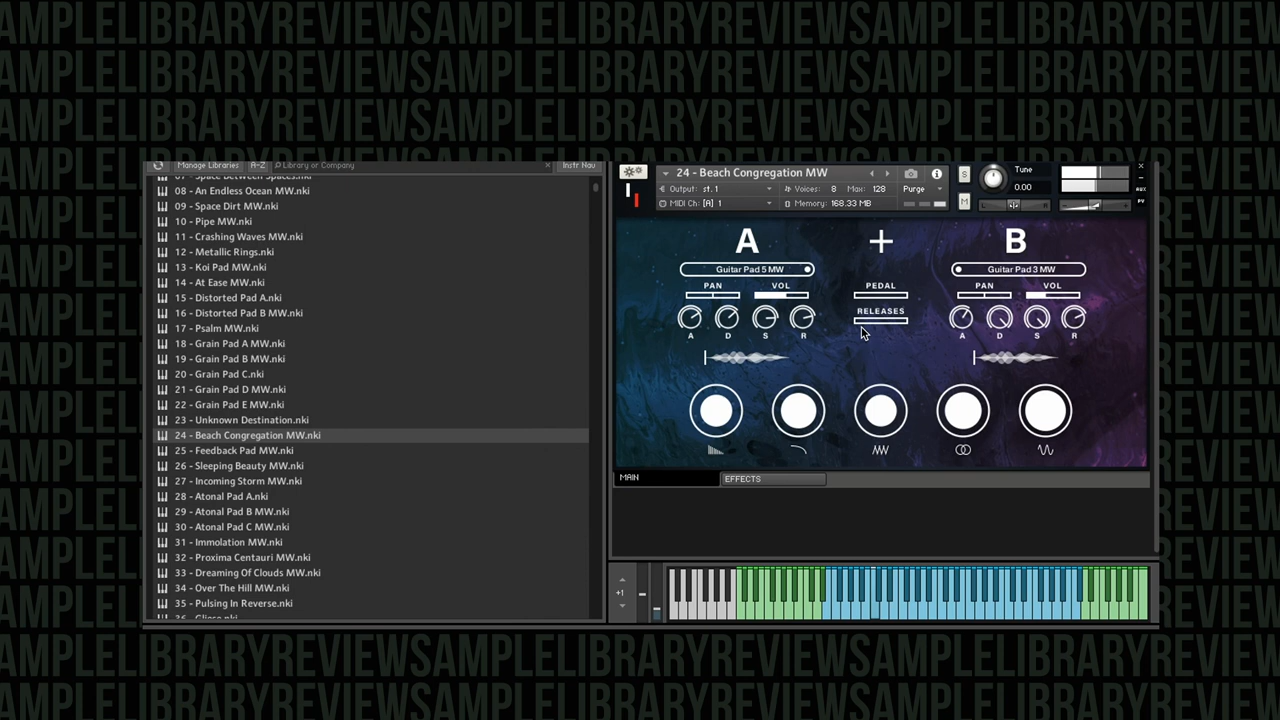 SAMPLELIBRARYREVIEW
Manage Libraries A-Z Library or Company Instr Nav
07 - Space Between Spaces.nki
08 - An Endless Ocean MW.nki
09 - Space Dirt MW.nki
10 - Pipe MW.nki
11 - Crashing Waves MW.nki
12 - Metallic Rings.nki
13 - Koi Pad MW.nki
14 - At Ease MW.nki
15 - Distorted Pad A.nki
16 - Distorted Pad B MW.nki
17 - Psalm MW.nki
18 - Grain Pad A MW.nki
19 - Grain Pad B MW.nki
20 - Grain Pad C.nki
21 - Grain Pad D MW.nki
22 - Grain Pad E MW.nki
23 - Unknown Destination.nki
24 - Beach Congregation MW.nki
25 - Feedback Pad MW.nki
26 - Sleeping Beauty MW.nki
27 - Incoming Storm MW.nki
28 - Atonal Pad A.nki
29 - Atonal Pad B MW.nki
30 - Atonal Pad C MW.nki
31 - Immolation MW.nki
32 - Proxima Centauri MW.nki
33 - Dreaming Of Clouds MW.nki
34 - Over The Hill MW.nki
35 - Pulsing In Reverse.nki
24 - Beach Congregation MW
Output: st. 1 Voices: 8 Max: 128 Purge
MIDI Ch: [A] 1 Memory: 168.33 MB
S
M
Tune
0.00
L R
AUX
PV
A + B
Guitar Pad 5 MW Guitar Pad 3 MW
PAN VOL PEDAL PAN VOL
RELEASES
A D S R A D S R
MAIN EFFECTS
+1